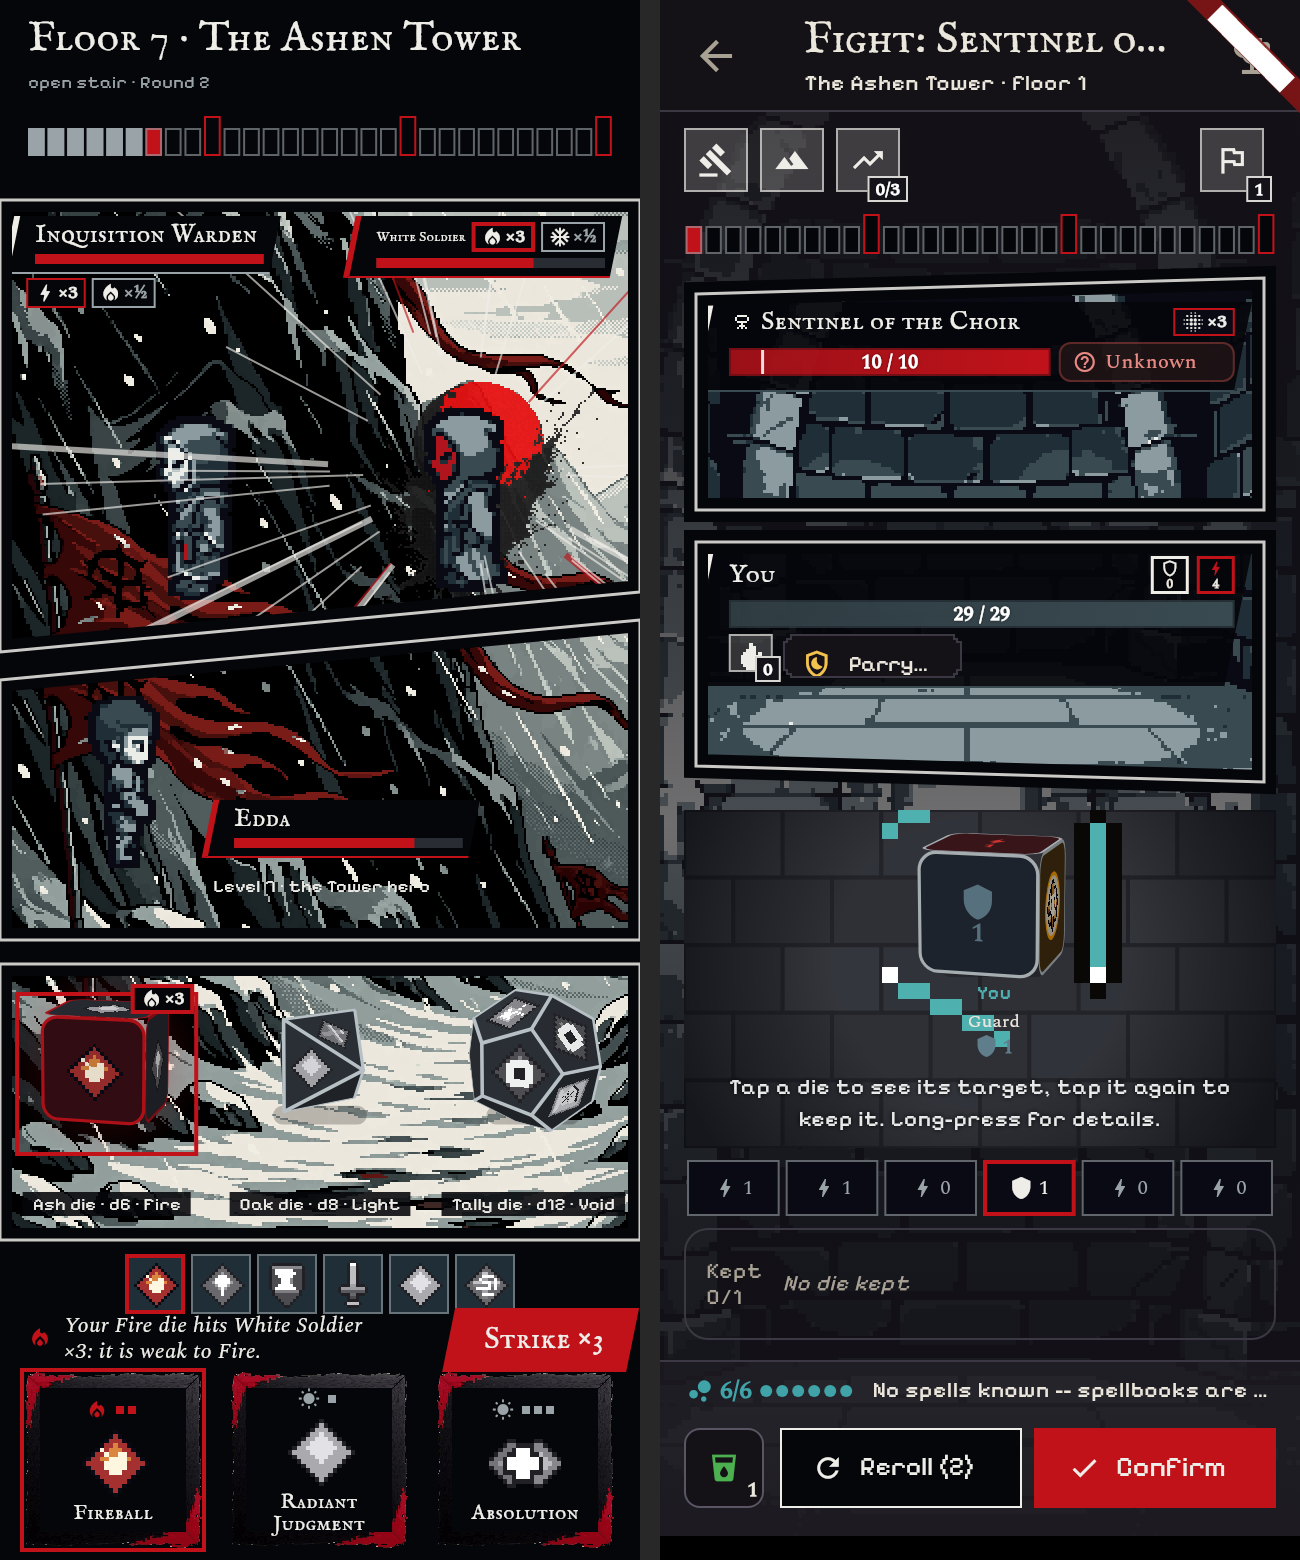 Floor 7 · The Ashen Tower
open stair · Round 2
Inquisition Warden
×3
×½
White Soldier
×3
×½
Edda
Level 7: the Tower hero
×3
Ash die · d6 · Fire
Oak die · d8 · Light
Tally die · d12 · Void
Your Fire die hits White Soldier
×3: it is weak to Fire.
Strike ×3
Fireball
Radiant
Judgment
Absolution
Fight: Sentinel o...
The Ashen Tower · Floor 1
0/3
1
Sentinel of the Choir
×3
10 / 10
Unknown
You
0
4
29 / 29
0
Parry...
1
You
Guard
1
Tap a die to see its target, tap it again to
keep it. Long-press for details.
1
1
0
1
0
0
Kept
0/1
No die kept
6/6
No spells known -- spellbooks are ...
1
Reroll (2)
Confirm